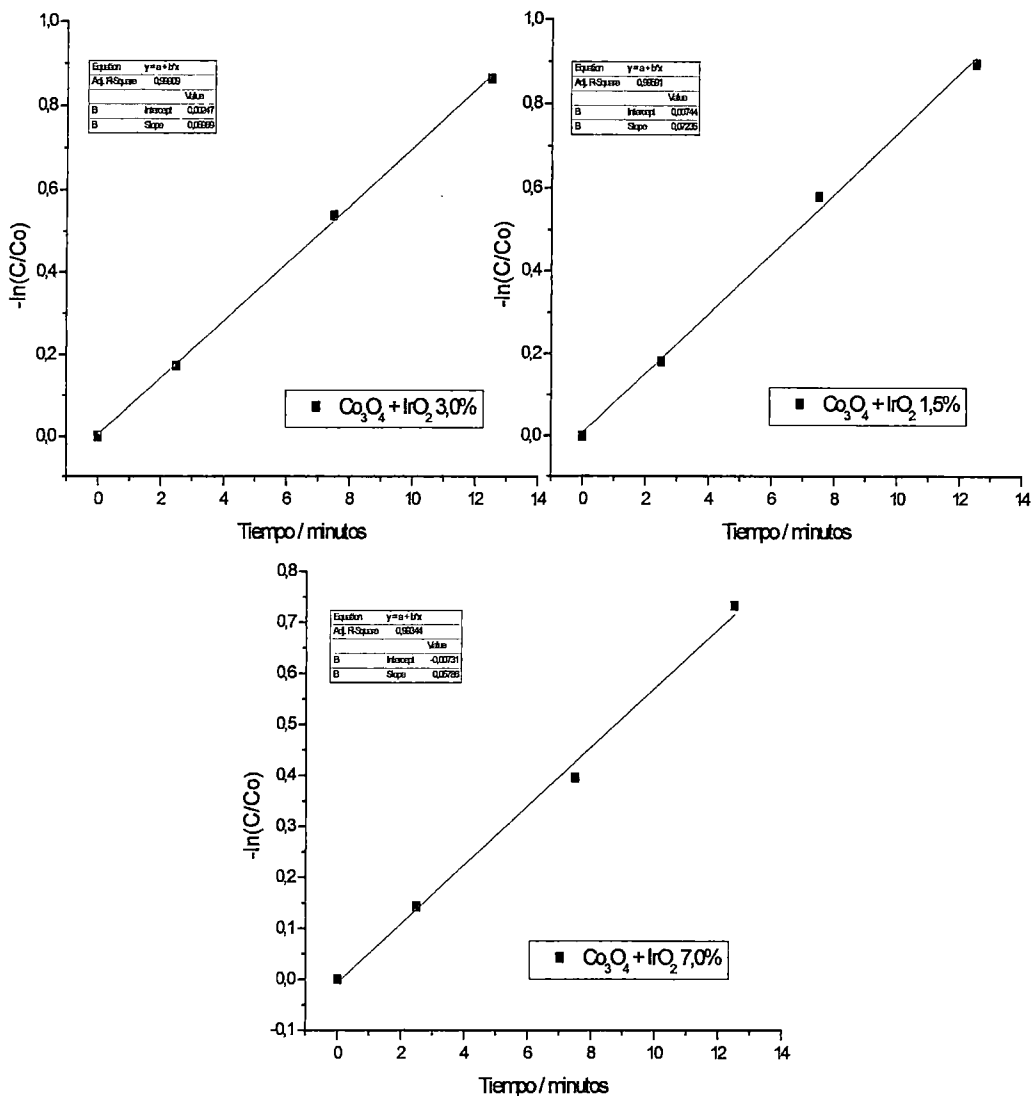 1,0
0,8
0,6
0,4
0,2
0,0
-ln(C/Co)
Equation y = a + b*x
Adj. R-Square
Value
B Intercept
B Slope
Co₃O₄ + IrO₂ 3,0%
0 2 4 6 8 10 12 14
Tiempo / minutos
1,0
0,8
0,6
0,4
0,2
0,0
-ln(C/Co)
Equation y = a + b*x
Adj. R-Square
Value
B Intercept 0,00744
B Slope 0,07235
Co₃O₄ + IrO₂ 1,5%
0 2 4 6 8 10 12 14
Tiempo / minutos
0,8
0,7
0,6
0,5
0,4
0,3
0,2
0,1
0,0
-0,1
-ln(C/Co)
Equation y = a + b*x
Adj. R-Square 0,99344
Value
B Intercept -0,00731
B Slope
Co₃O₄ + IrO₂ 7,0%
0 2 4 6 8 10 12 14
Tiempo / minutos